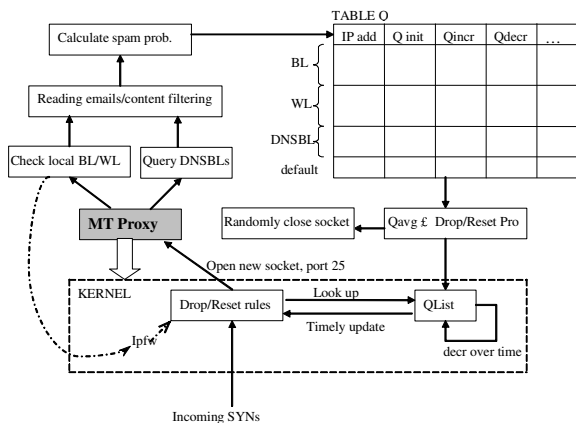 TABLE Q
Calculate spam prob.
IP add Q init Qincr Qdecr ...
BL
WL
DNSBL
default
Reading emails/content filtering
Check local BL/WL
Query DNSBLs
MT Proxy
Randomly close socket
Qavg £ Drop/Reset Pro
Open new socket, port 25
KERNEL
Drop/Reset rules
Look up
QList
Timely update
Ipfw
decr over time
Incoming SYNs